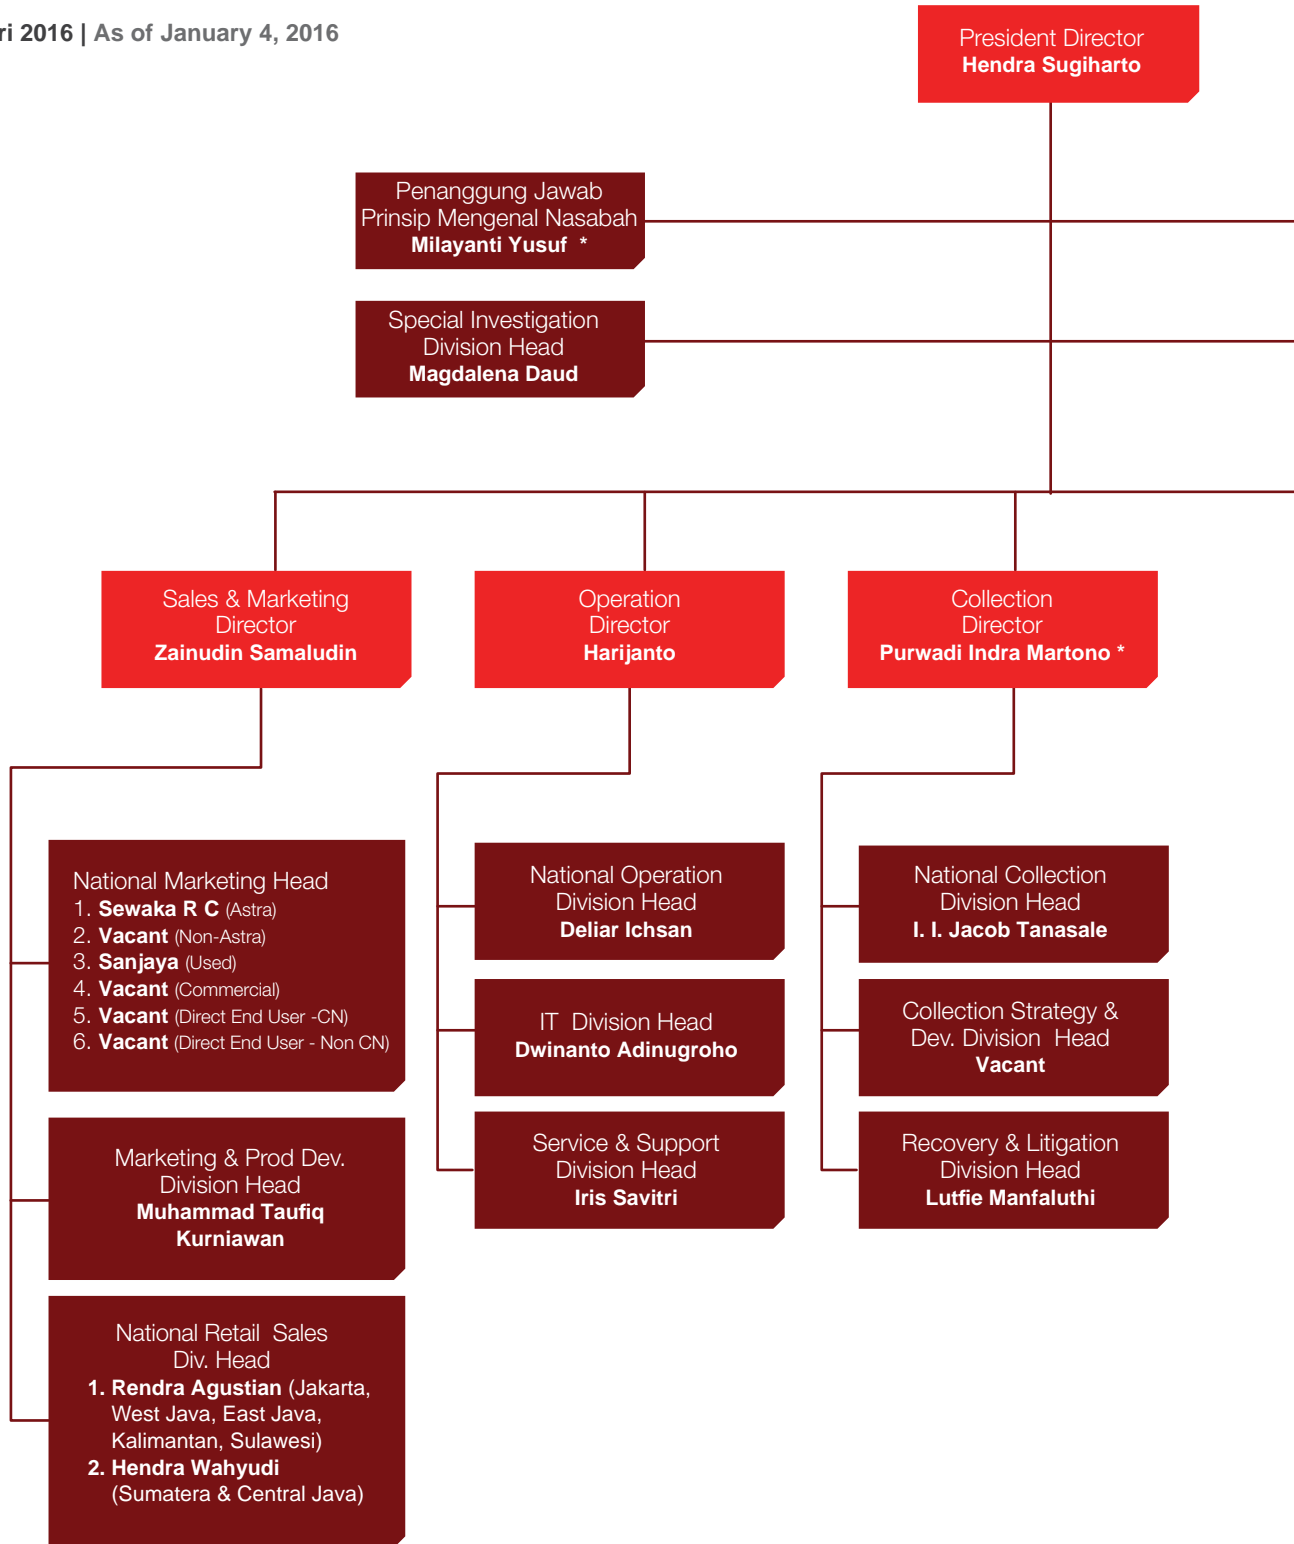 ri 2016 | As of January 4, 2016
President Director
Hendra Sugiharto
Penanggung Jawab
Prinsip Mengenal Nasabah
Milayanti Yusuf *
Special Investigation
Division Head
Magdalena Daud
Sales & Marketing
Director
Zainudin Samaludin
Operation
Director
Harijanto
Collection
Director
Purwadi Indra Martono *
National Marketing Head
1. Sewaka R C (Astra)
2. Vacant (Non-Astra)
3. Sanjaya (Used)
4. Vacant (Commercial)
5. Vacant (Direct End User -CN)
6. Vacant (Direct End User - Non CN)
Marketing & Prod Dev.
Division Head
Muhammad Taufiq
Kurniawan
National Retail Sales
Div. Head
1. Rendra Agustian (Jakarta,
West Java, East Java,
Kalimantan, Sulawesi)
2. Hendra Wahyudi
(Sumatera & Central Java)
National Operation
Division Head
Deliar Ichsan
IT Division Head
Dwinanto Adinugroho
Service & Support
Division Head
Iris Savitri
National Collection
Division Head
I. I. Jacob Tanasale
Collection Strategy &
Dev. Division Head
Vacant
Recovery & Litigation
Division Head
Lutfie Manfaluthi